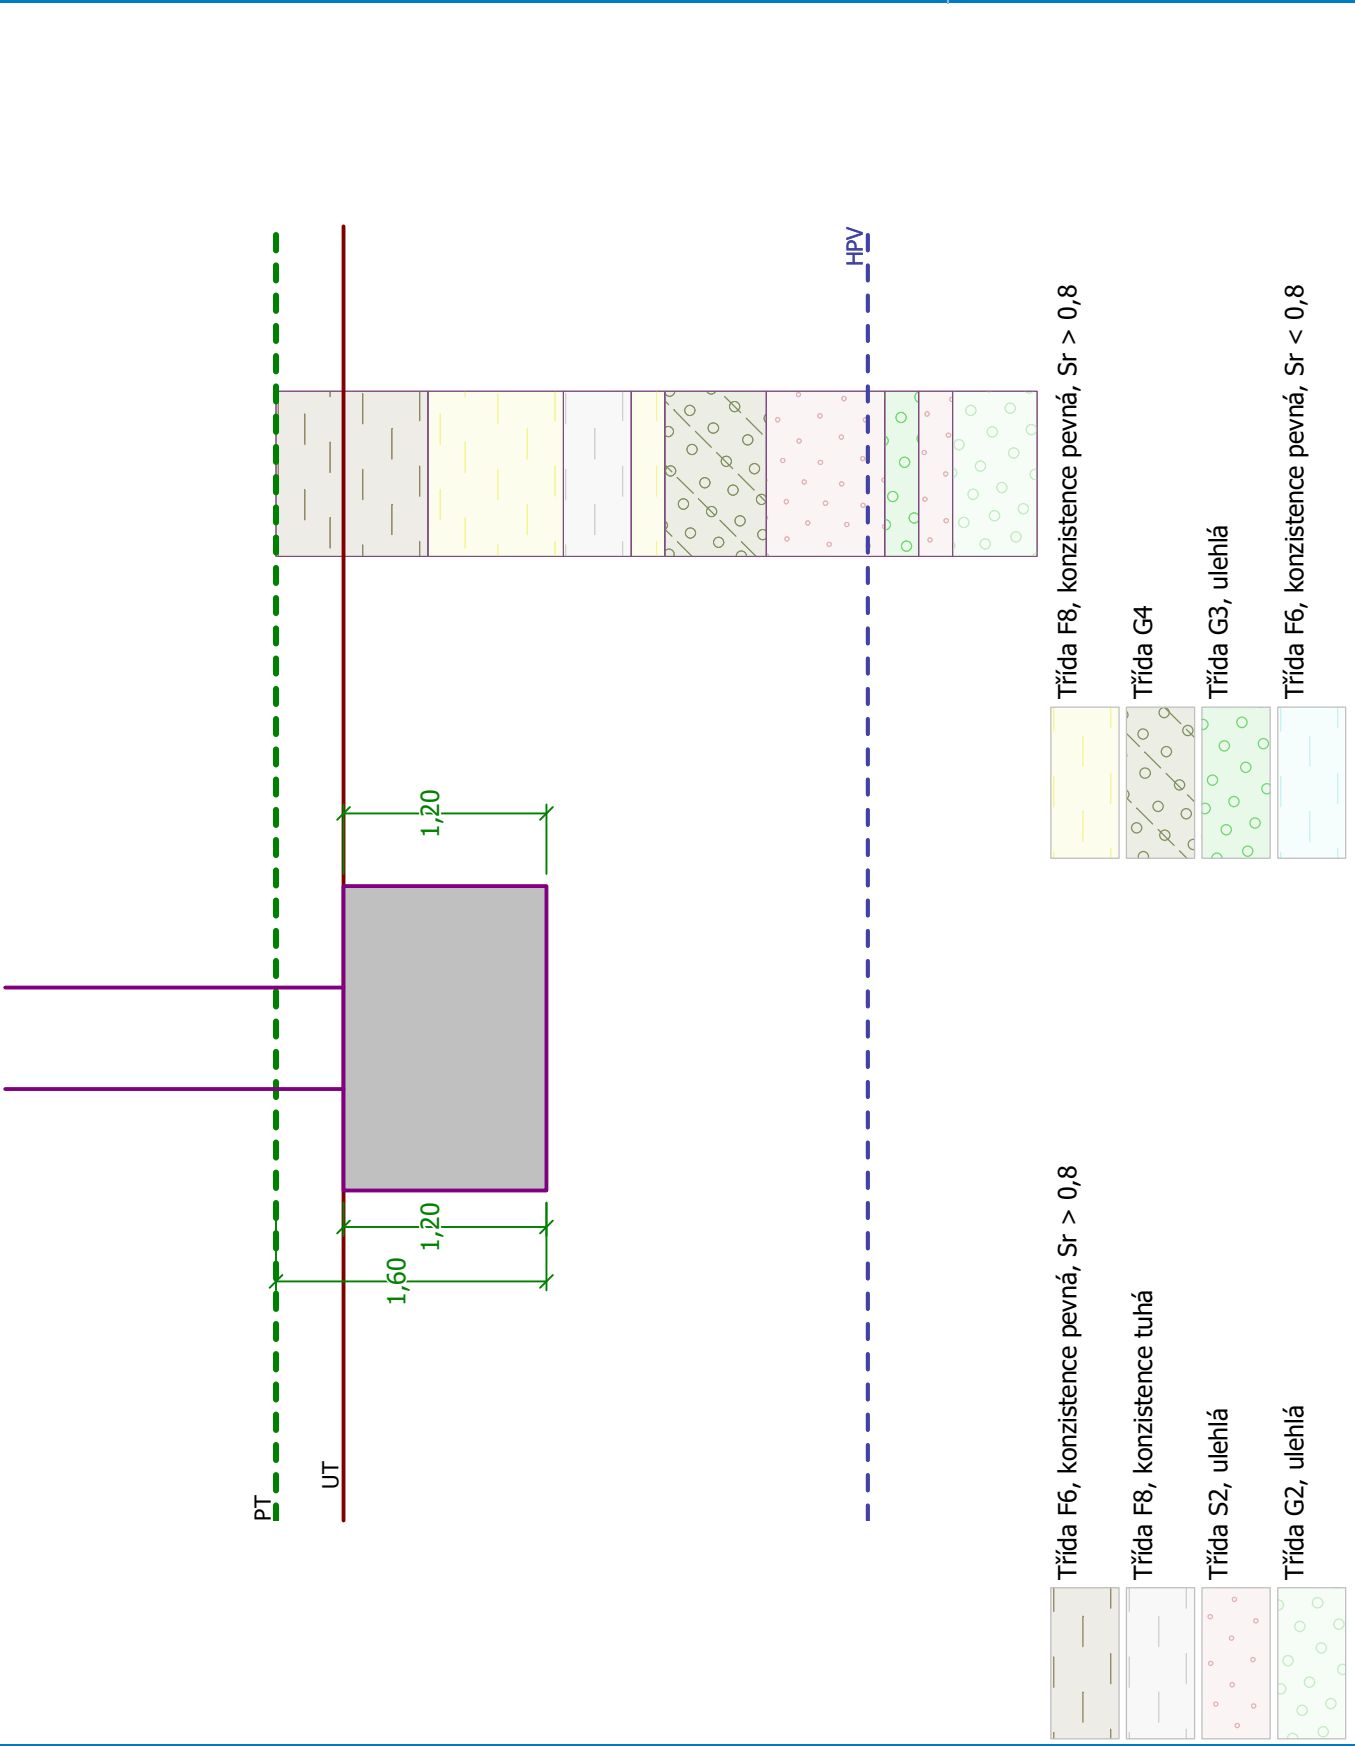 PT
UT
HPV
1,60
1,20
1,20
Třída F6, konzistence pevná, Sr > 0,8
Třída F8, konzistence tuhá
Třída S2, ulehlá
Třída G2, ulehlá
Třída F8, konzistence pevná, Sr > 0,8
Třída G4
Třída G3, ulehlá
Třída F6, konzistence pevná, Sr < 0,8